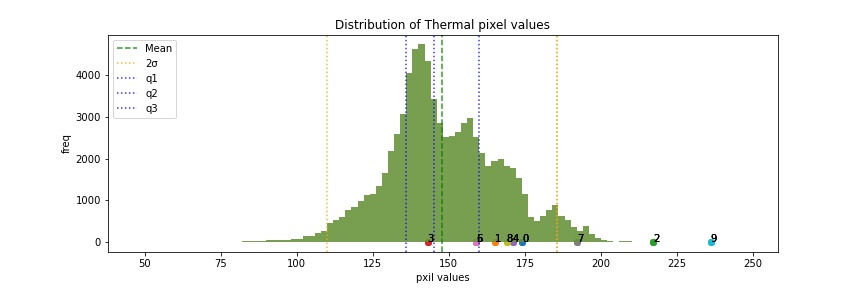 Distribution of Thermal pixel values
Mean
2σ
q1
q2
q3
freq
4000
3000
2000
1000
0
3 6 1 8 4 0 7 2 9
50 75 100 125 150 175 200 225 250
pxil values